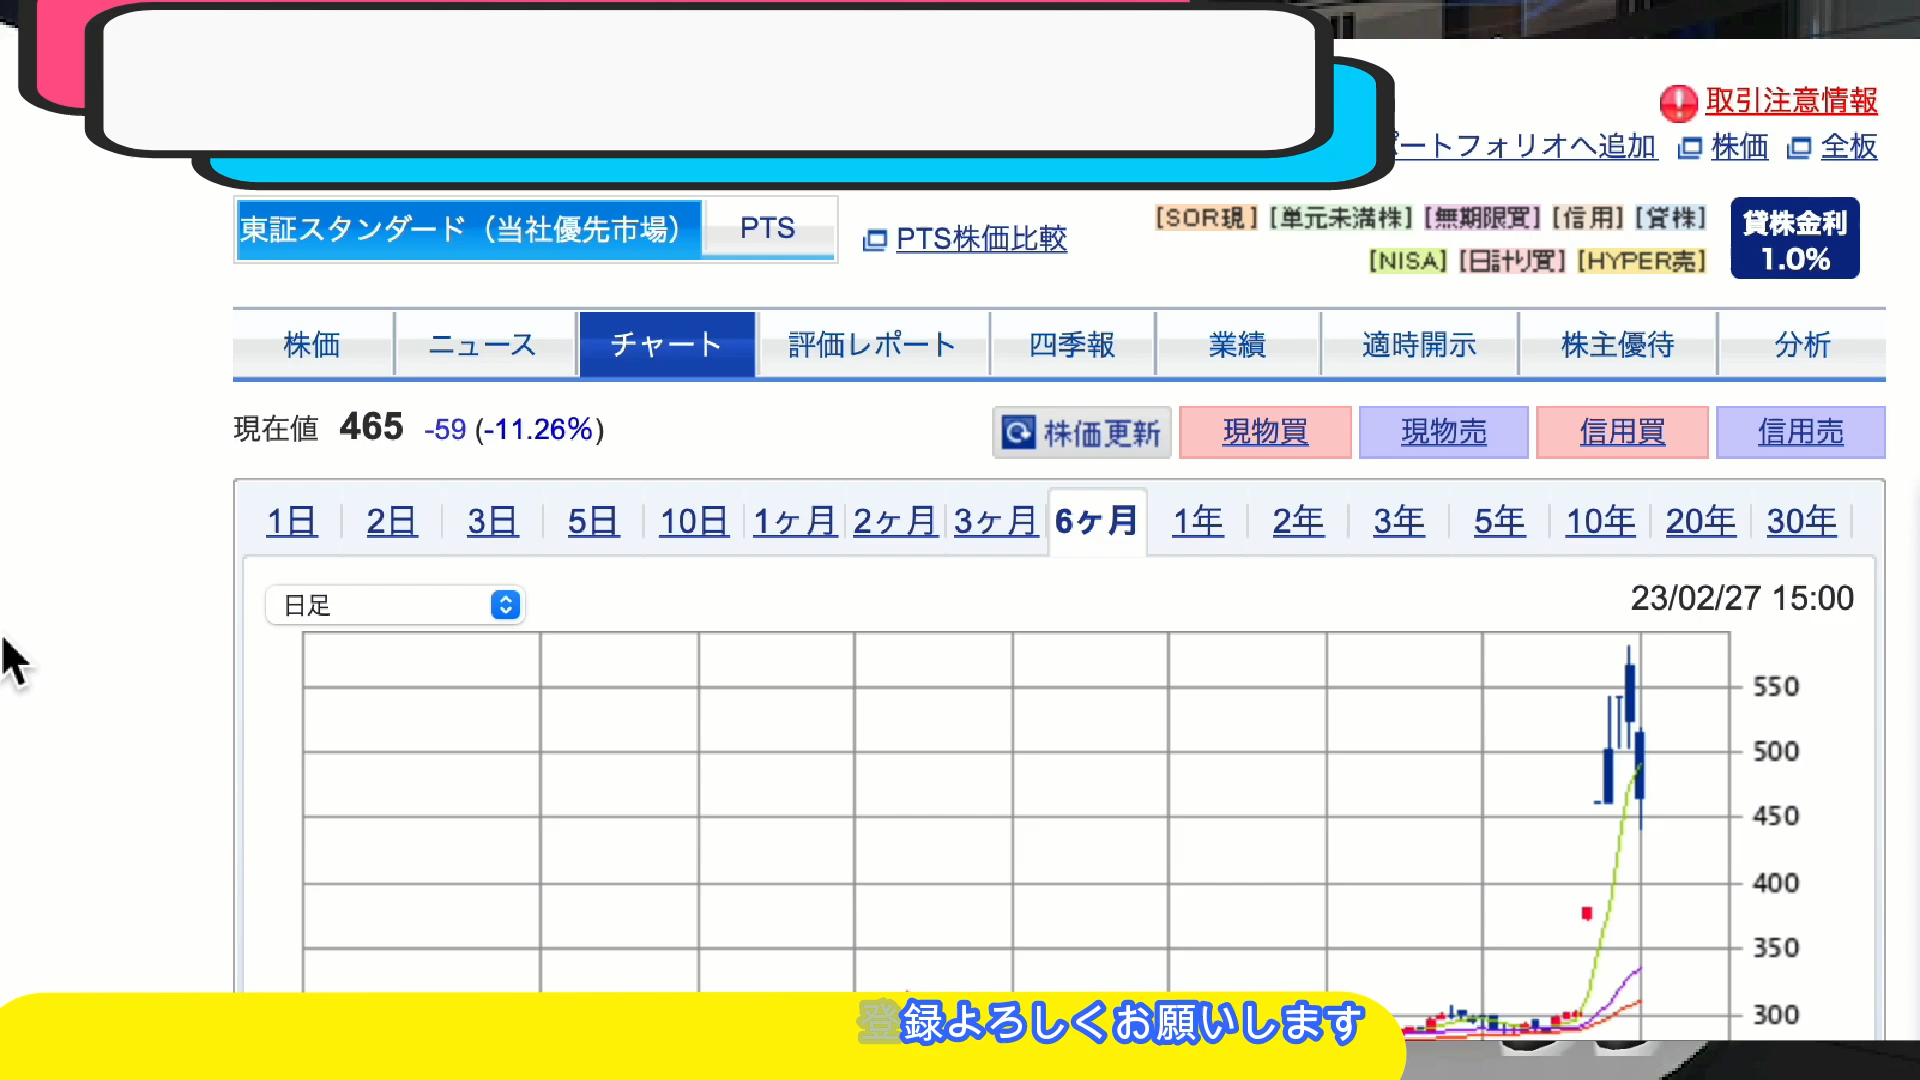 取引注意情報
ートフォリオへ追加 株価 全板
東証スタンダード（当社優先市場） PTS PTS株価比較
[SOR現] [単元未満株] [無期限買] [信用] [貸株]
[NISA] [日計り買] [HYPER売]
貸株金利
1.0%
株価 ニュース チャート 評価レポート 四季報 業績 適時開示 株主優待 分析
現在値 465 -59 (-11.26%) 株価更新 現物買 現物売 信用買 信用売
1日 2日 3日 5日 10日 1ヶ月 2ヶ月 3ヶ月 6ヶ月 1年 2年 3年 5年 10年 20年 30年
日足 23/02/27 15:00
550
500
450
400
350
300
登録よろしくお願いします